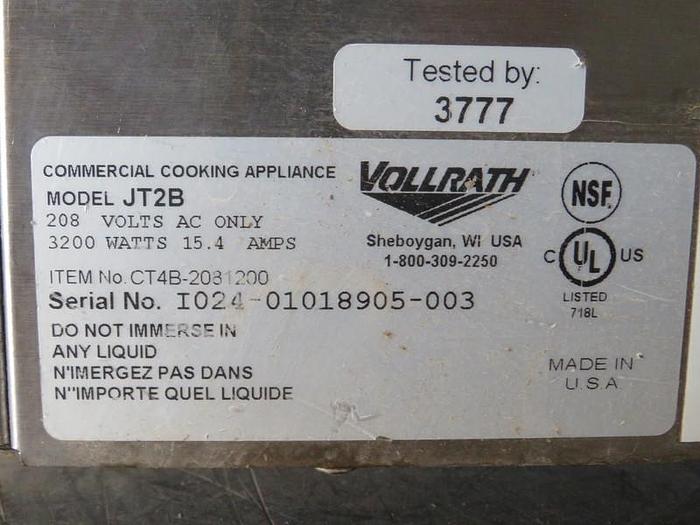 Tested by:
3777
COMMERCIAL COOKING APPLIANCE
MODEL JT2B
208 VOLTS AC ONLY
3200 WATTS 15.4 AMPS
ITEM No. CT4B-2081200
Serial No. I024-01018905-003
DO NOT IMMERSE IN
ANY LIQUID
N'IMERGEZ PAS DANS
N''IMPORTE QUEL LIQUIDE
VOLLRATH
Sheboygan, WI USA
1-800-309-2250
NSF.
C UL US
LISTED
718L
MADE IN
U.S.A